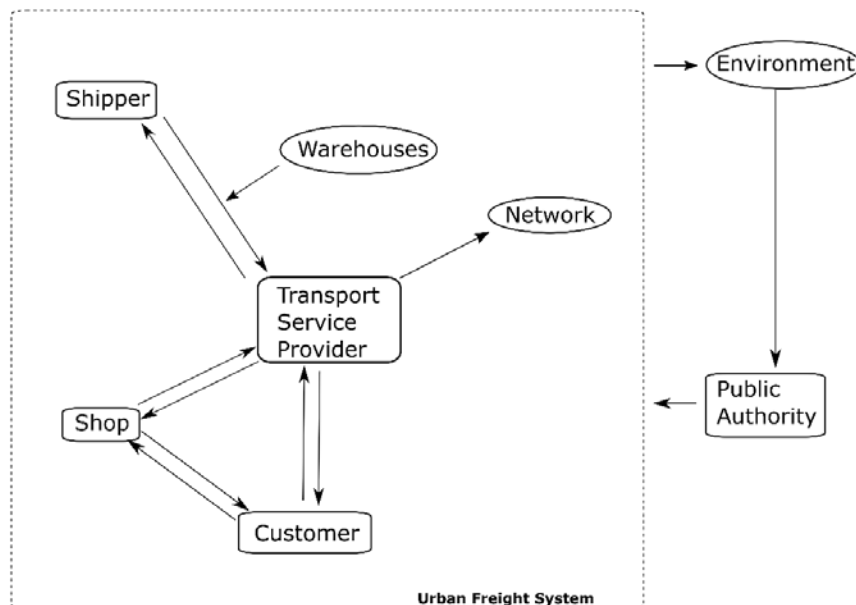 Environment
Shipper
Warehouses
Network
Transport
Service
Provider
Public
Authority
Shop
Customer
Urban Freight System